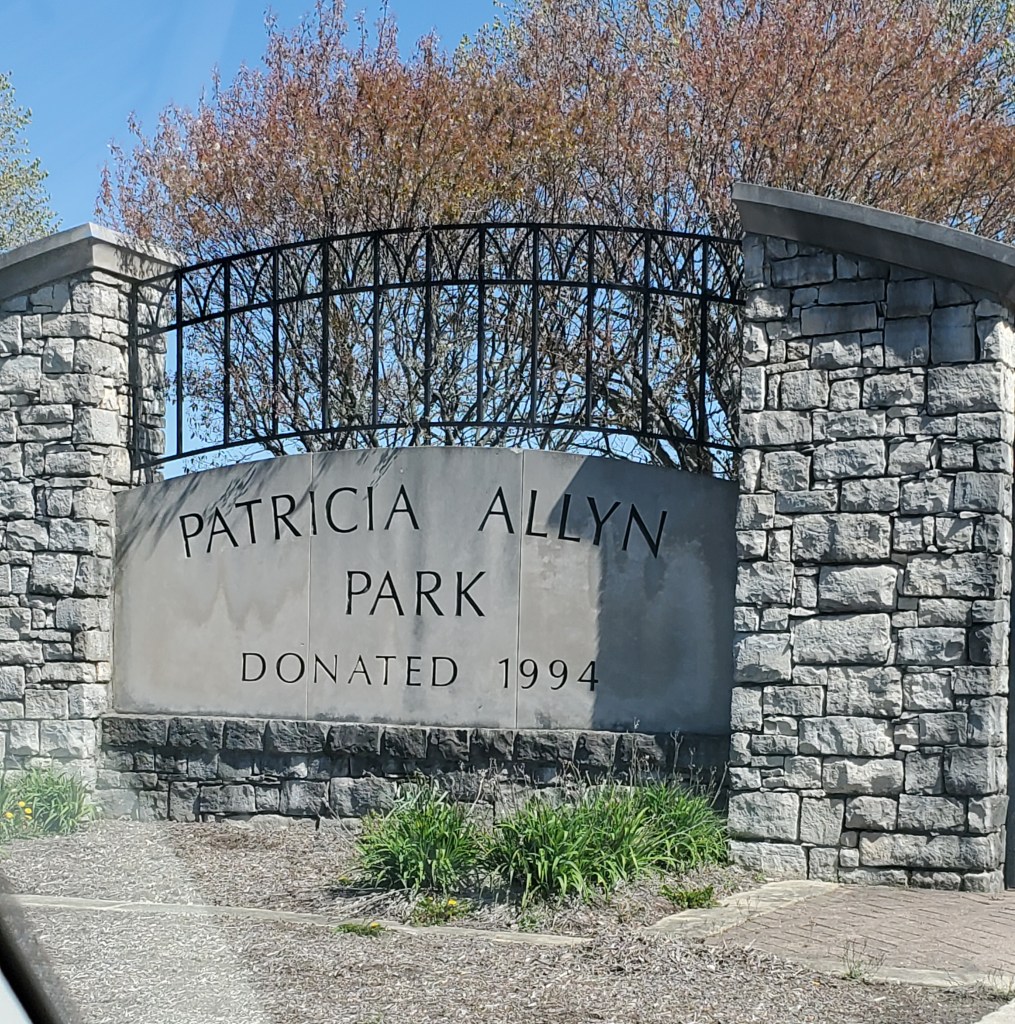 PATRICIA ALLYN
PARK
DONATED 1994